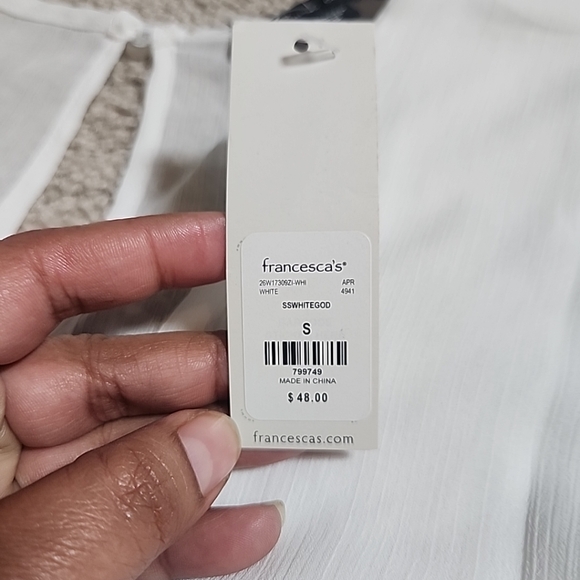 francesca's®
26W17309ZI-WHI APR
WHITE 4941
SSWHITEGOD
S
799749
MADE IN CHINA
$ 48.00
francescas.com